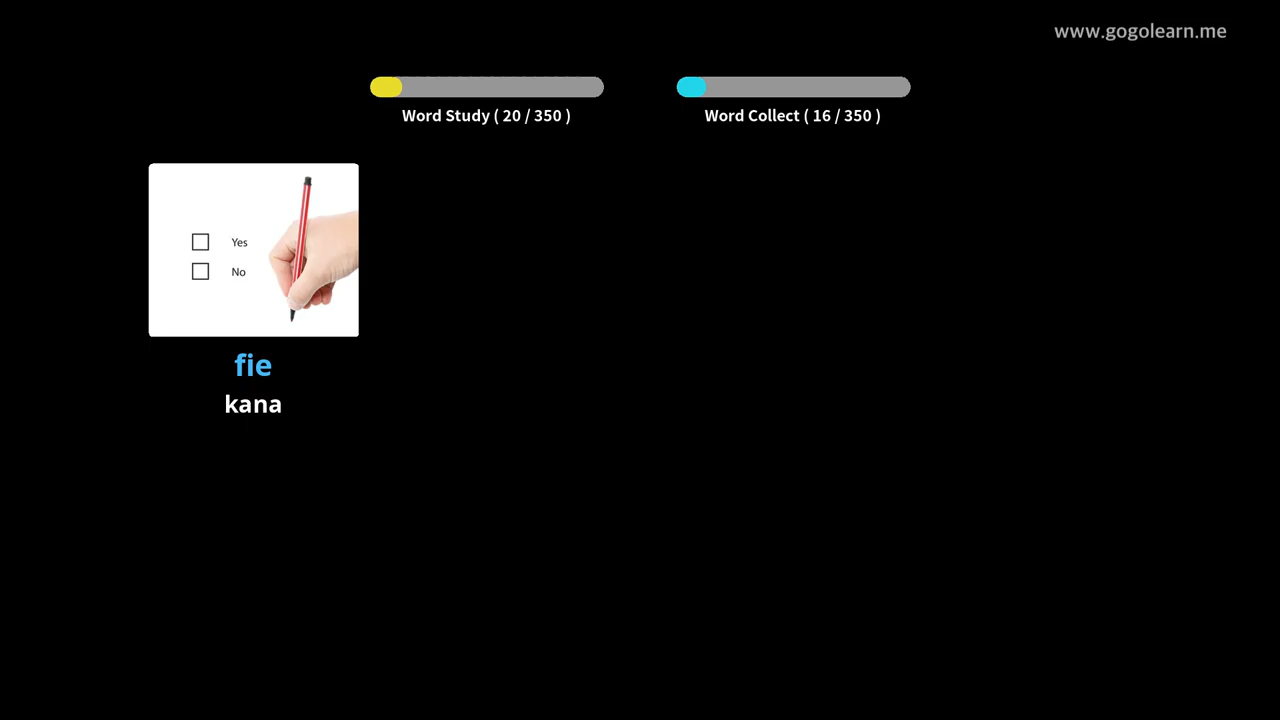 www.gogolearn.me
Word Study ( 20 / 350 )
Word Collect ( 16 / 350 )
Yes
No
fie
kana